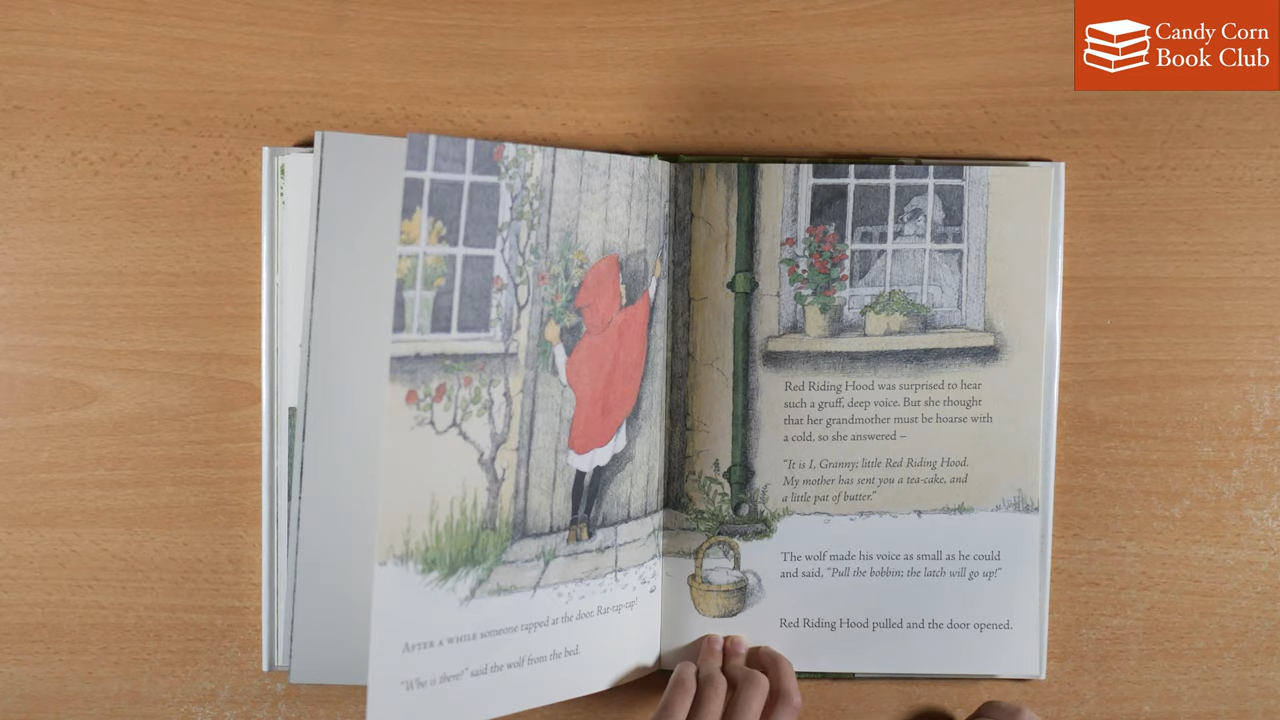 Candy Corn
Book Club
AFTER A WHILE someone tapped at the door. Rat-tap-tap!
“Who is there?” said the wolf from the bed.
Red Riding Hood was surprised to hear
such a gruff, deep voice. But she thought
that her grandmother must be hoarse with
a cold, so she answered –
“It is I, Granny; little Red Riding Hood.
My mother has sent you a tea-cake, and
a little pat of butter.”
The wolf made his voice as small as he could
and said, “Pull the bobbin; the latch will go up!”
Red Riding Hood pulled and the door opened.